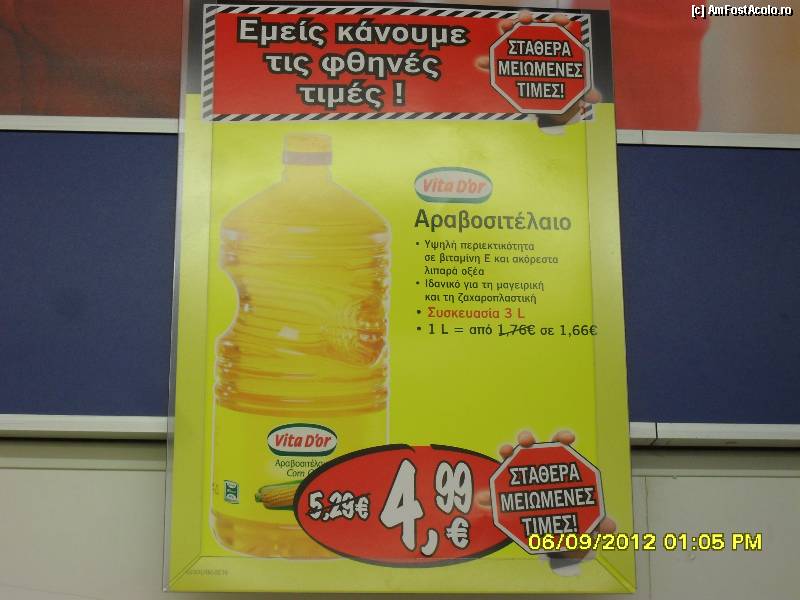 (c) AmFostAcolo.ro
Εμείς κάνουμε
τις φθηνές
τιμές !
ΣΤΑΘΕΡΑ
ΜΕΙΩΜΕΝΕΣ
ΤΙΜΕΣ!
Vita D'or
Αραβοσιτέλαιο
• Υψηλή περιεκτικότητα
σε βιταμίνη Ε και ακόρεστα
λιπαρά οξέα
• Ιδανικό για τη μαγειρική
και τη ζαχαροπλαστική
• Συσκευασία 3 L
• 1 L = από 1,76€ σε 1,66€
Vita D'or
Αραβοσιτέλα
Corn
5,29€
4,99
€
ΣΤΑΘΕΡΑ
ΜΕΙΩΜΕΝΕΣ
ΤΙΜΕΣ!
06/09/2012 01:05 PM